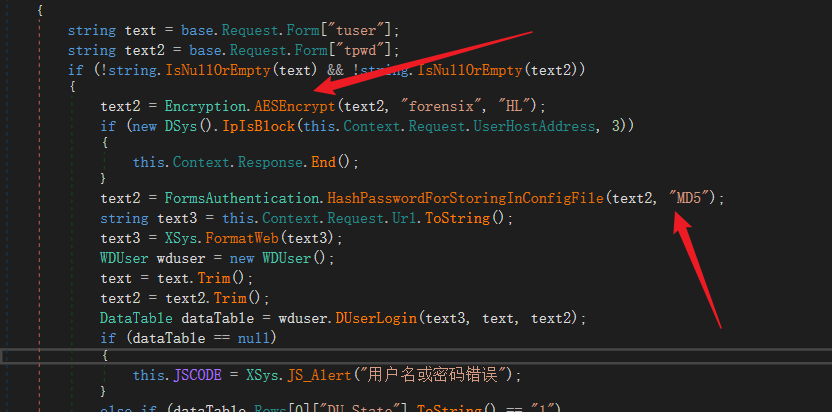 {
string text = base.Request.Form["tuser"];
string text2 = base.Request.Form["tpwd"];
if (!string.IsNullOrEmpty(text) && !string.IsNullOrEmpty(text2))
{
text2 = Encryption.AESEncrypt(text2, "forensix", "HL");
if (new DSys().IpIsBlock(this.Context.Request.UserHostAddress, 3))
{
this.Context.Response.End();
}
text2 = FormsAuthentication.HashPasswordForStoringInConfigFile(text2, "MD5");
string text3 = this.Context.Request.Url.ToString();
text3 = XSys.FormatWeb(text3);
WDUser wduser = new WDUser();
text = text.Trim();
text2 = text2.Trim();
DataTable dataTable = wduser.DUserLogin(text3, text, text2);
if (dataTable == null)
{
this.JSCODE = XSys.JS_Alert("用户名或密码错误");
}
else if (dataTable.Rows[0]["DU_State"].ToString() == "1")